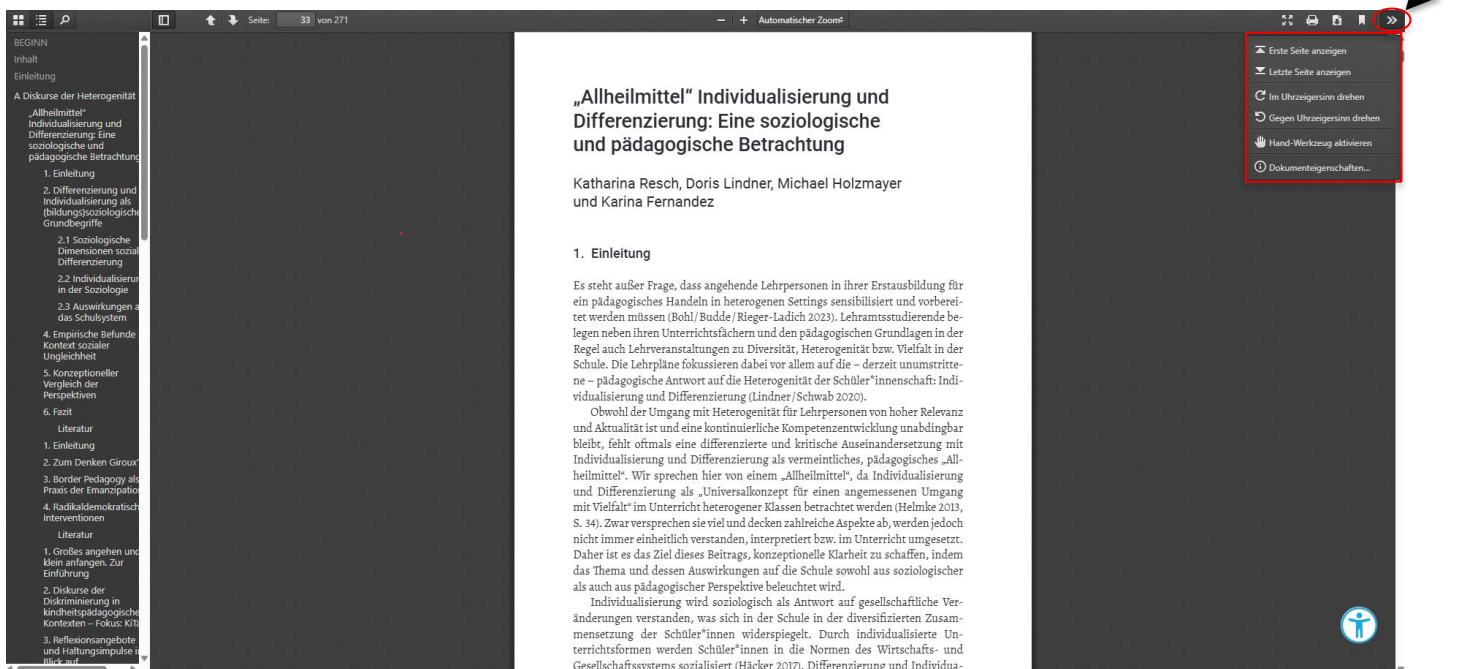 Seite: 33 von 271
Automatischer Zoom
BEGINN
Inhalt
Einleitung
A Diskurse der Heterogenität
„Allheilmittel“
Individualisierung und
Differenzierung: Eine
soziologische und
pädagogische Betrachtung
1. Einleitung
2. Differenzierung und
Individualisierung als
(bildungs)soziologische
Grundbegriffe
2.1 Soziologische
Dimensionen sozial
Differenzierung
2.2 Individualisierun
in der Soziologie
2.3 Auswirkungen a
das Schulsystem
4. Empirische Befunde
Kontext sozialer
Ungleichheit
5. Konzeptioneller
Vergleich der
Perspektiven
6. Fazit
Literatur
1. Einleitung
2. Zum Denken Giroux'
3. Border Pedagogy als
Praxis der Emanzipatio
4. Radikaldemokratisch
Interventionen
Literatur
1. Großes angehen und
klein anfangen. Zur
Einführung
2. Diskurse der
Diskriminierung in
kindheitspädagogische
Kontexten – Fokus: KiTa
3. Reflexionsangebote
und Haltungsimpulse i
Blick auf
„Allheilmittel“ Individualisierung und
Differenzierung: Eine soziologische
und pädagogische Betrachtung
Katharina Resch, Doris Lindner, Michael Holzmayer
und Karina Fernandez
1. Einleitung
Es steht außer Frage, dass angehende Lehrpersonen in ihrer Erstausbildung für
ein pädagogisches Handeln in heterogenen Settings sensibilisiert und vorberei-
tet werden müssen (Bohl/Budde/Rieger-Ladich 2023). Lehramtsstudierende be-
legen neben ihren Unterrichtsfächern und den pädagogischen Grundlagen in der
Regel auch Lehrveranstaltungen zu Diversität, Heterogenität bzw. Vielfalt in der
Schule. Die Lehrpläne fokussieren dabei vor allem auf die – derzeit unumstritte-
ne – pädagogische Antwort auf die Heterogenität der Schüler*innenschaft: Indi-
vidualisierung und Differenzierung (Lindner/Schwab 2020).
Obwohl der Umgang mit Heterogenität für Lehrpersonen von hoher Relevanz
und Aktualität ist und eine kontinuierliche Kompetenzentwicklung unabdingbar
bleibt, fehlt oftmals eine differenzierte und kritische Auseinandersetzung mit
Individualisierung und Differenzierung als vermeintliches, pädagogisches „All-
heilmittel“. Wir sprechen hier von einem „Allheilmittel“, da Individualisierung
und Differenzierung als „Universalkonzept für einen angemessenen Umgang
mit Vielfalt“ im Unterricht heterogener Klassen betrachtet werden (Helmke 2013,
S. 34). Zwar versprechen sie viel und decken zahlreiche Aspekte ab, werden jedoch
nicht immer einheitlich verstanden, interpretiert bzw. im Unterricht umgesetzt.
Daher ist es das Ziel dieses Beitrags, konzeptionelle Klarheit zu schaffen, indem
das Thema und dessen Auswirkungen auf die Schule sowohl aus soziologischer
als auch aus pädagogischer Perspektive beleuchtet wird.
Individualisierung wird soziologisch als Antwort auf gesellschaftliche Ver-
änderungen verstanden, was sich in der Schule in der diversifizierten Zusam-
mensetzung der Schüler*innen widerspiegelt. Durch individualisierte Un-
terrichtsformen werden Schüler*innen in die Normen des Wirtschafts- und
Gesellschaftssystems sozialisiert (Häcker 2017). Differenzierung und Individua-
Erste Seite anzeigen
Letzte Seite anzeigen
Im Uhrzeigersinn drehen
Gegen Uhrzeigersinn drehen
Hand-Werkzeug aktivieren
Dokumenteigenschaften...